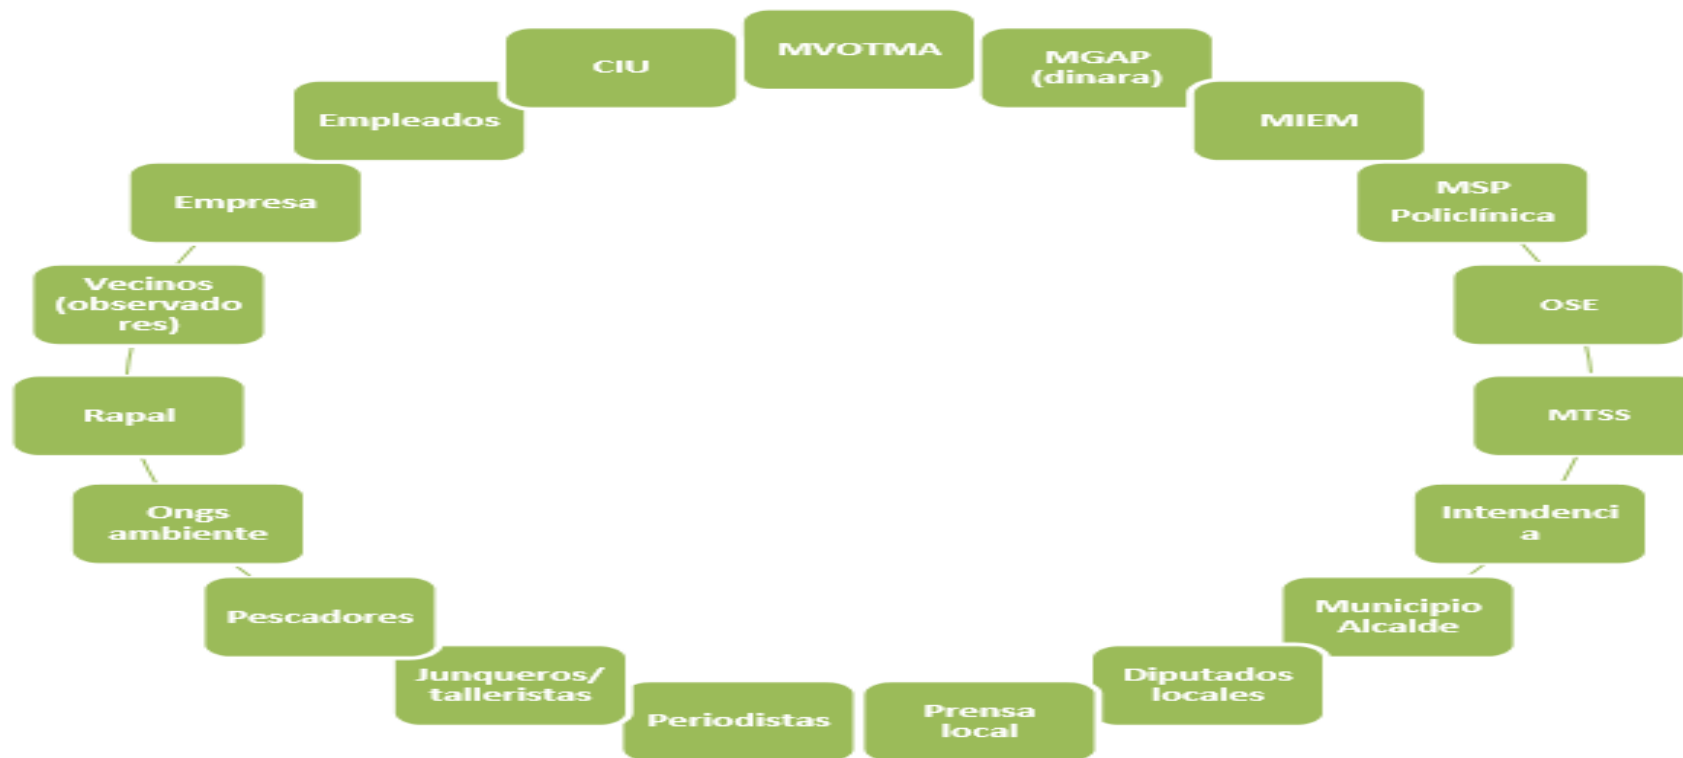 MVOTMA
MGAP
(dinara)
MIEM
MSP
Policlínica
OSE
MTSS
Intendenci
a
Municipio
Alcalde
Diputados
locales
Prensa
local
Periodistas
Junqueros/
talleristas
Pescadores
Ongs
ambiente
Rapal
Vecinos
(observado
res)
Empresa
Empleados
CIU